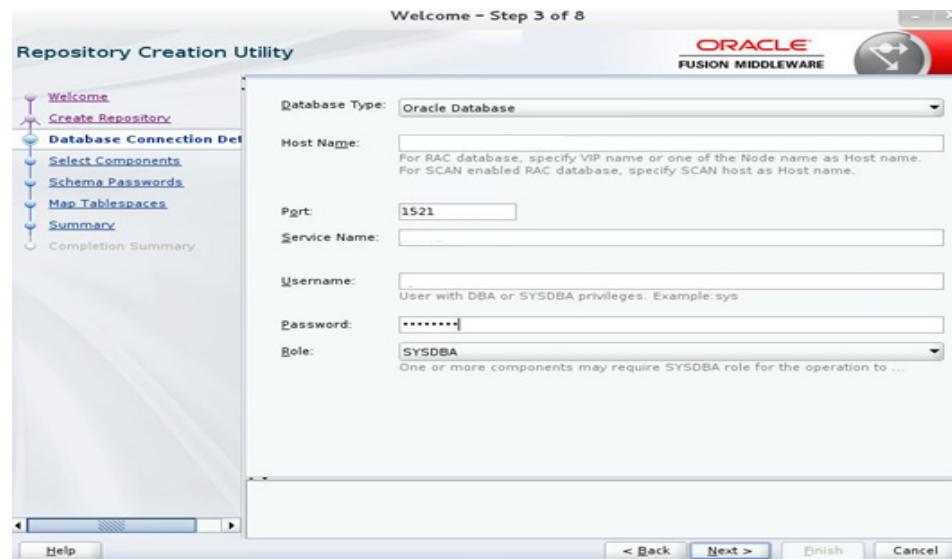 Welcome - Step 3 of 8
Repository Creation Utility
ORACLE
FUSION MIDDLEWARE
Welcome
Create Repository
Database Connection Det
Select Components
Schema Passwords
Map Tablespaces
Summary
Completion Summary
Database Type: Oracle Database
Host Name:
For RAC database, specify VIP name or one of the Node name as Host name.
For SCAN enabled RAC database, specify SCAN host as Host name.
Port: 1521
Service Name:
Username:
User with DBA or SYSDBA privileges. Example:sys
Password: ••••••••
Role: SYSDBA
One or more components may require SYSDBA role for the operation to ...
Help
< Back
Next >
Finish
Cancel